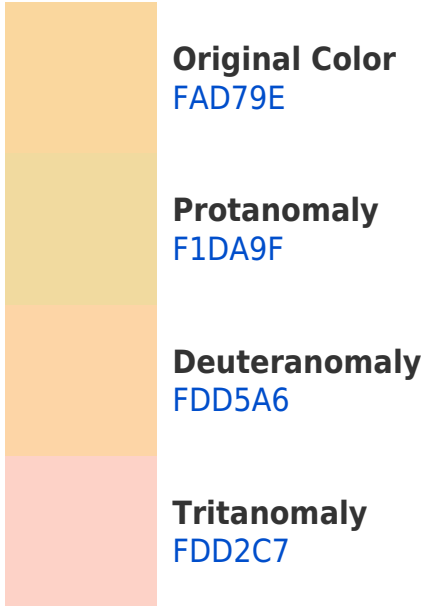 Original Color
FAD79E
Protanomaly
F1DA9F
Deuteranomaly
FDD5A6
Tritanomaly
FDD2C7